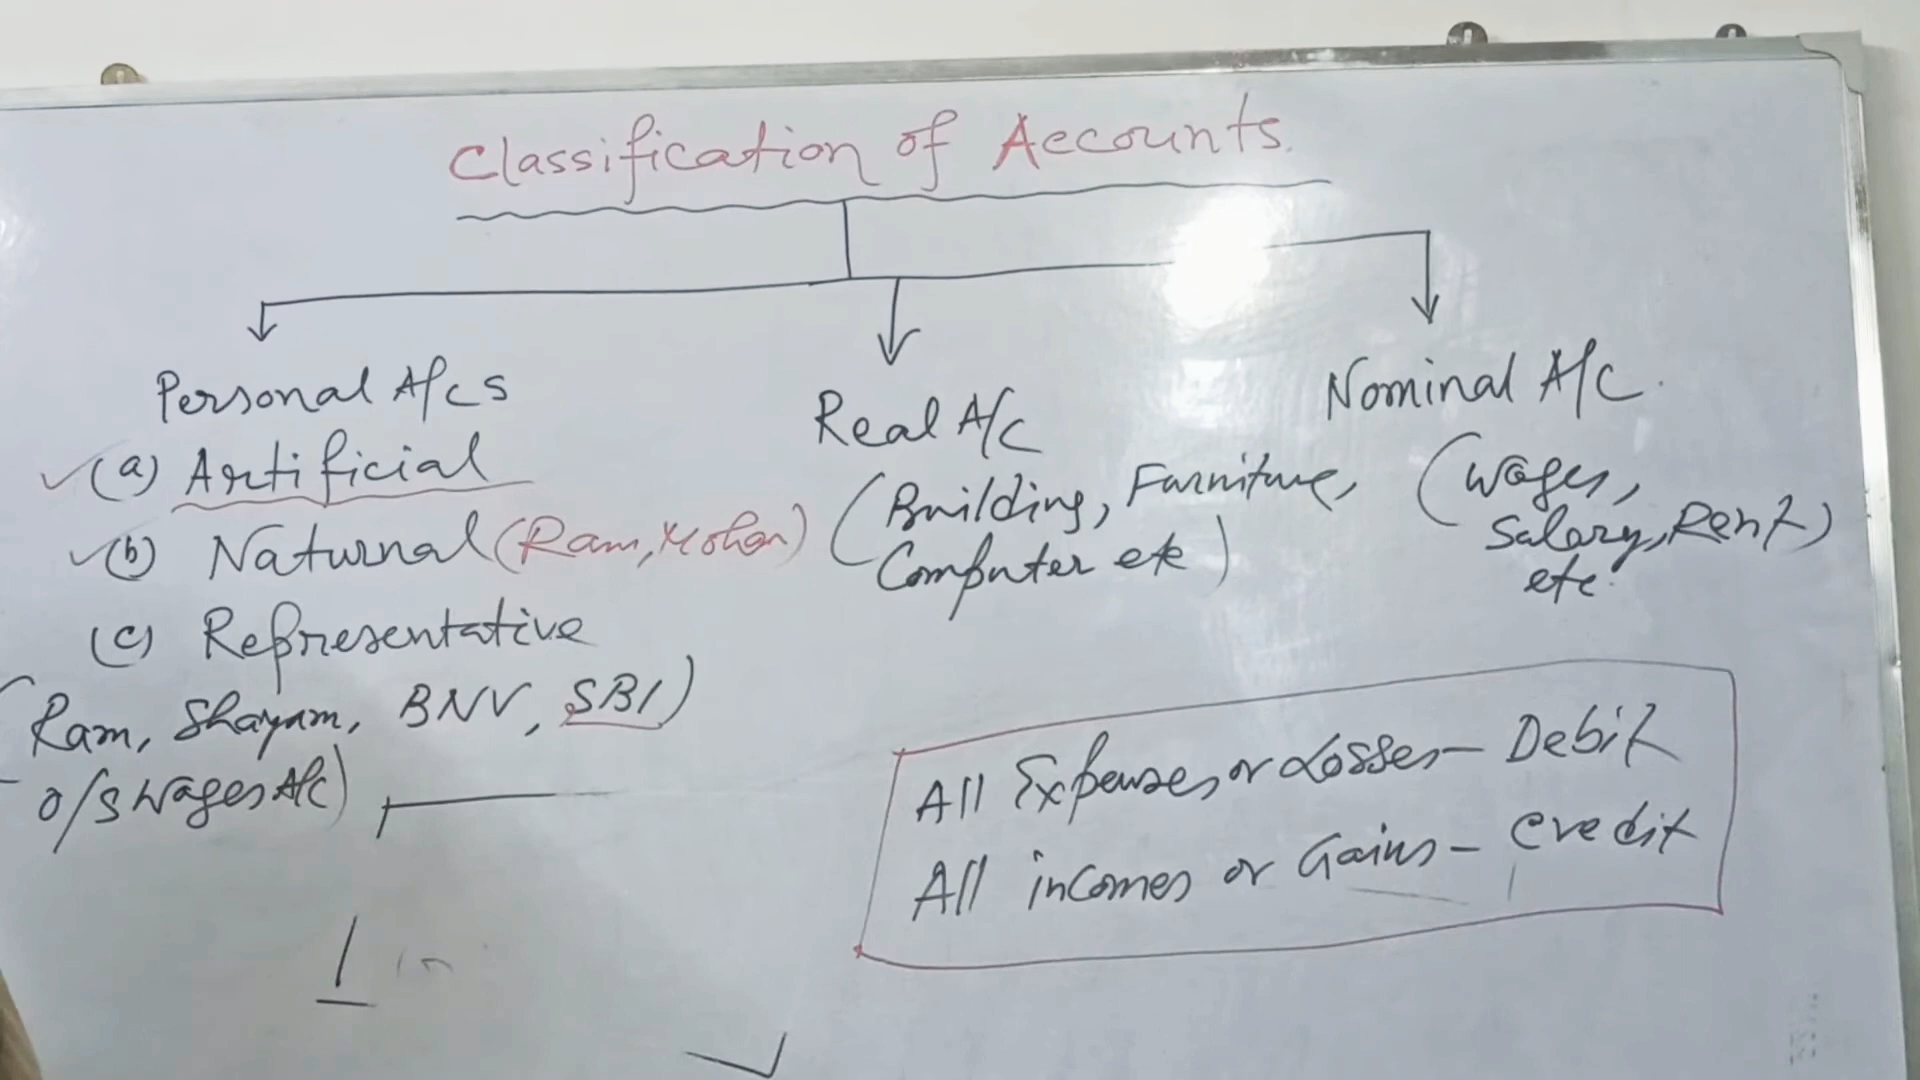 Classification of Accounts.
Personal A/cs
(a) Artificial
(b) Naturnal (Ram, Mohan)
(c) Representative
(Ram, Shayam, BNV, SBI)
O/S Wages A/c)
Real A/c
(Building, Furniture,
Computer etc)
Nominal A/C.
(Wages,
Salary, Rent)
etc.
All Expenses or Losses - Debit
All incomes or Gains - Credit